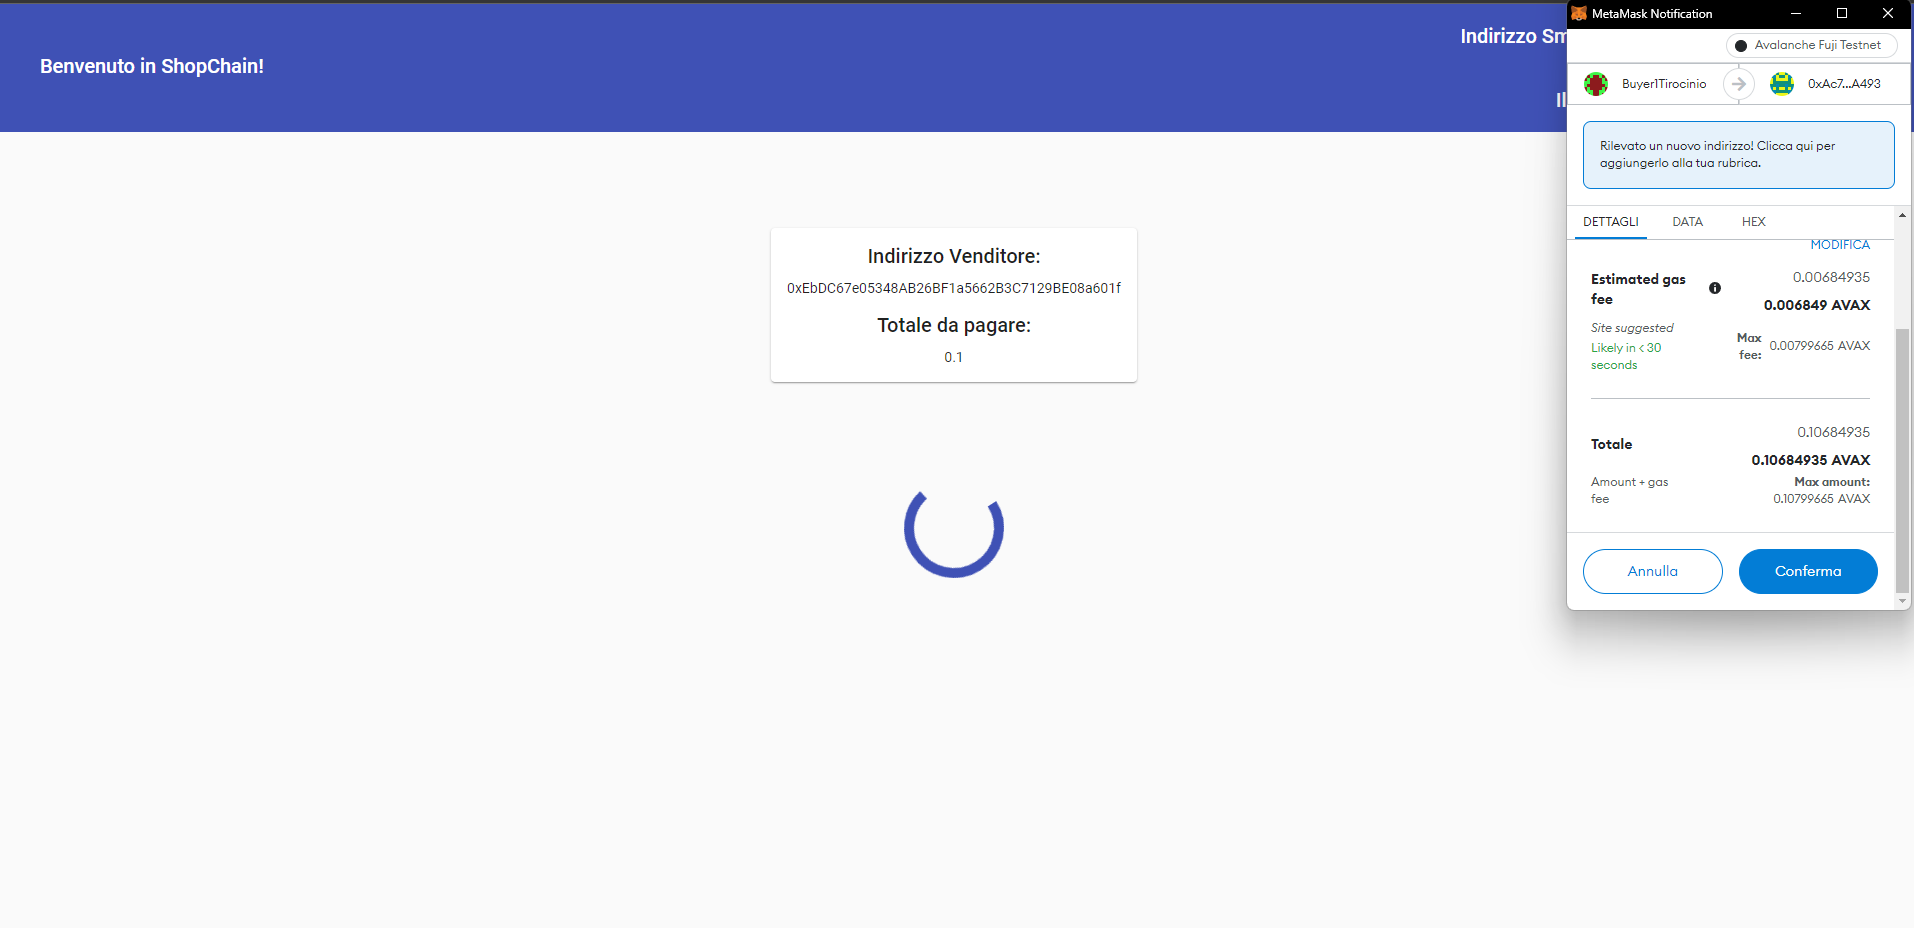 Benvenuto in ShopChain!
Indirizzo
Indirizzo Venditore:
0xEbDC67e05348AB26BF1a5662B3C7129BE08a601f
Totale da pagare:
0.1
MetaMask Notification
Avalanche Fuji Testnet
Buyer1Tirocinio
0xAc7...A493
Rilevato un nuovo indirizzo! Clicca qui per
aggiungerlo alla tua rubrica.
DETTAGLI DATA HEX
MODIFICA
Estimated gas
fee
0.00684935
0.006849 AVAX
Site suggested
Likely in < 30
seconds
Max
fee:
0.00799665 AVAX
Totale
0.10684935
0.10684935 AVAX
Amount + gas
fee
Max amount:
0.10799665 AVAX
Annulla
Conferma